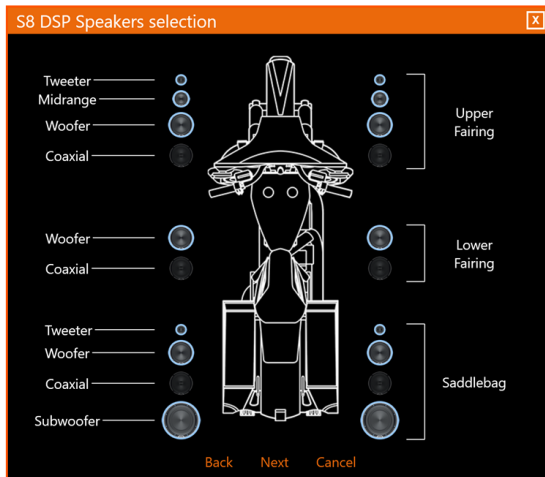 S8 DSP Speakers selection
X
Tweeter
Midrange
Woofer
Coaxial
Upper
Fairing
Woofer
Coaxial
Lower
Fairing
Tweeter
Woofer
Coaxial
Subwoofer
Saddlebag
Back Next Cancel